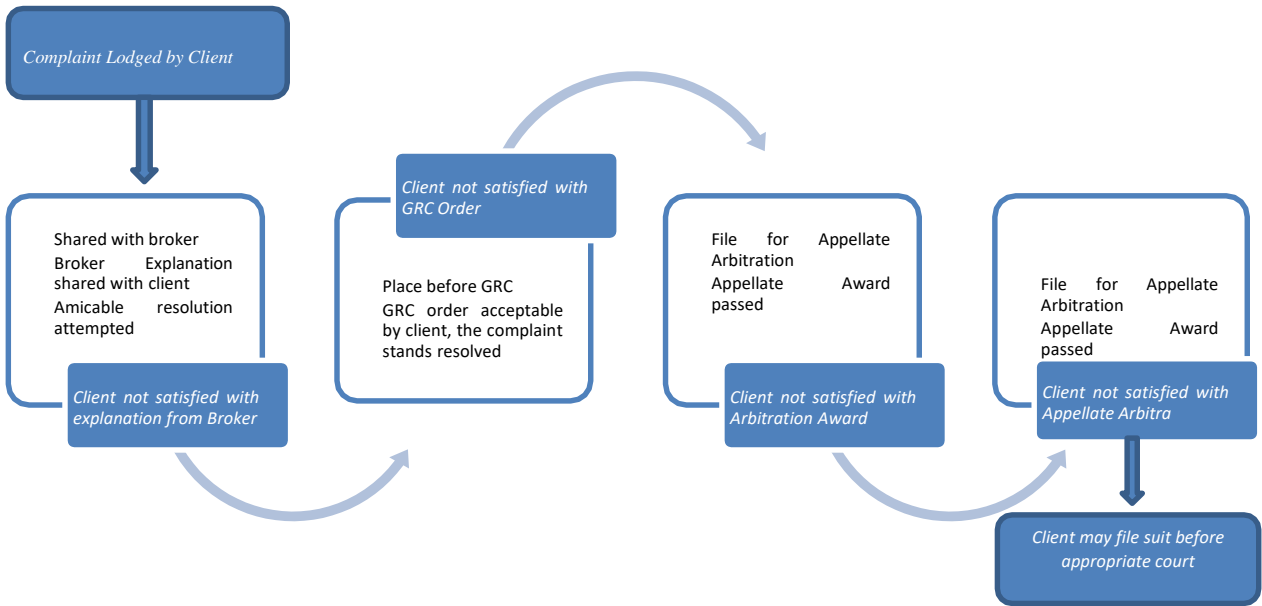 Complaint Lodged by Client
Shared with broker
Broker Explanation
shared with client
Amicable resolution
attempted
Client not satisfied with
explanation from Broker
Client not satisfied with
GRC Order
Place before GRC
GRC order acceptable
by client, the complaint
stands resolved
File for Appellate
Arbitration
Appellate Award
passed
Client not satisfied with
Arbitration Award
File for Appellate
Arbitration
Appellate Award
passed
Client not satisfied with
Appellate Arbitra
Client may file suit before
appropriate court